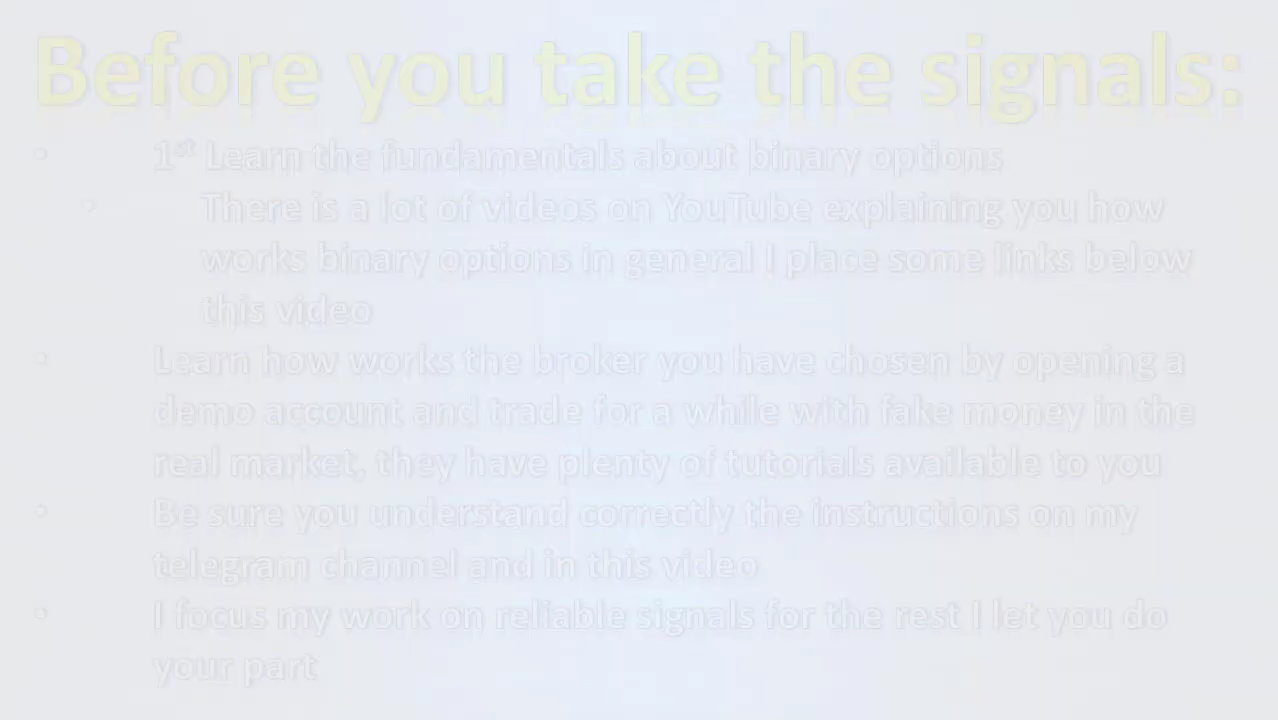 Before you take the signals:
• 1st Learn the fundamentals about binary options
• There is a lot of videos on YouTube explaining you how
works binary options in general I place some links below
this video
• Learn how works the broker you have chosen by opening a
demo account and trade for a while with fake money in the
real market, they have plenty of tutorials available to you
• Be sure you understand correctly the instructions on my
telegram channel and in this video
• I focus my work on reliable signals for the rest I let you do
your part